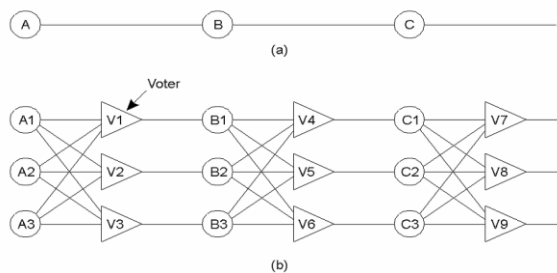 A B C
(a)
Voter
A1 V1 B1 V4 C1 V7
A2 V2 B2 V5 C2 V8
A3 V3 B3 V6 C3 V9
(b)